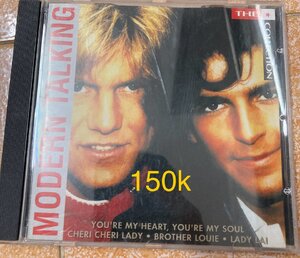 THE
COLLECTION
MODERN TALKING
150k
YOU'RE MY HEART, YOU'RE MY SOUL
CHERI CHERI LADY • BROTHER LOUIE • LADY LAI